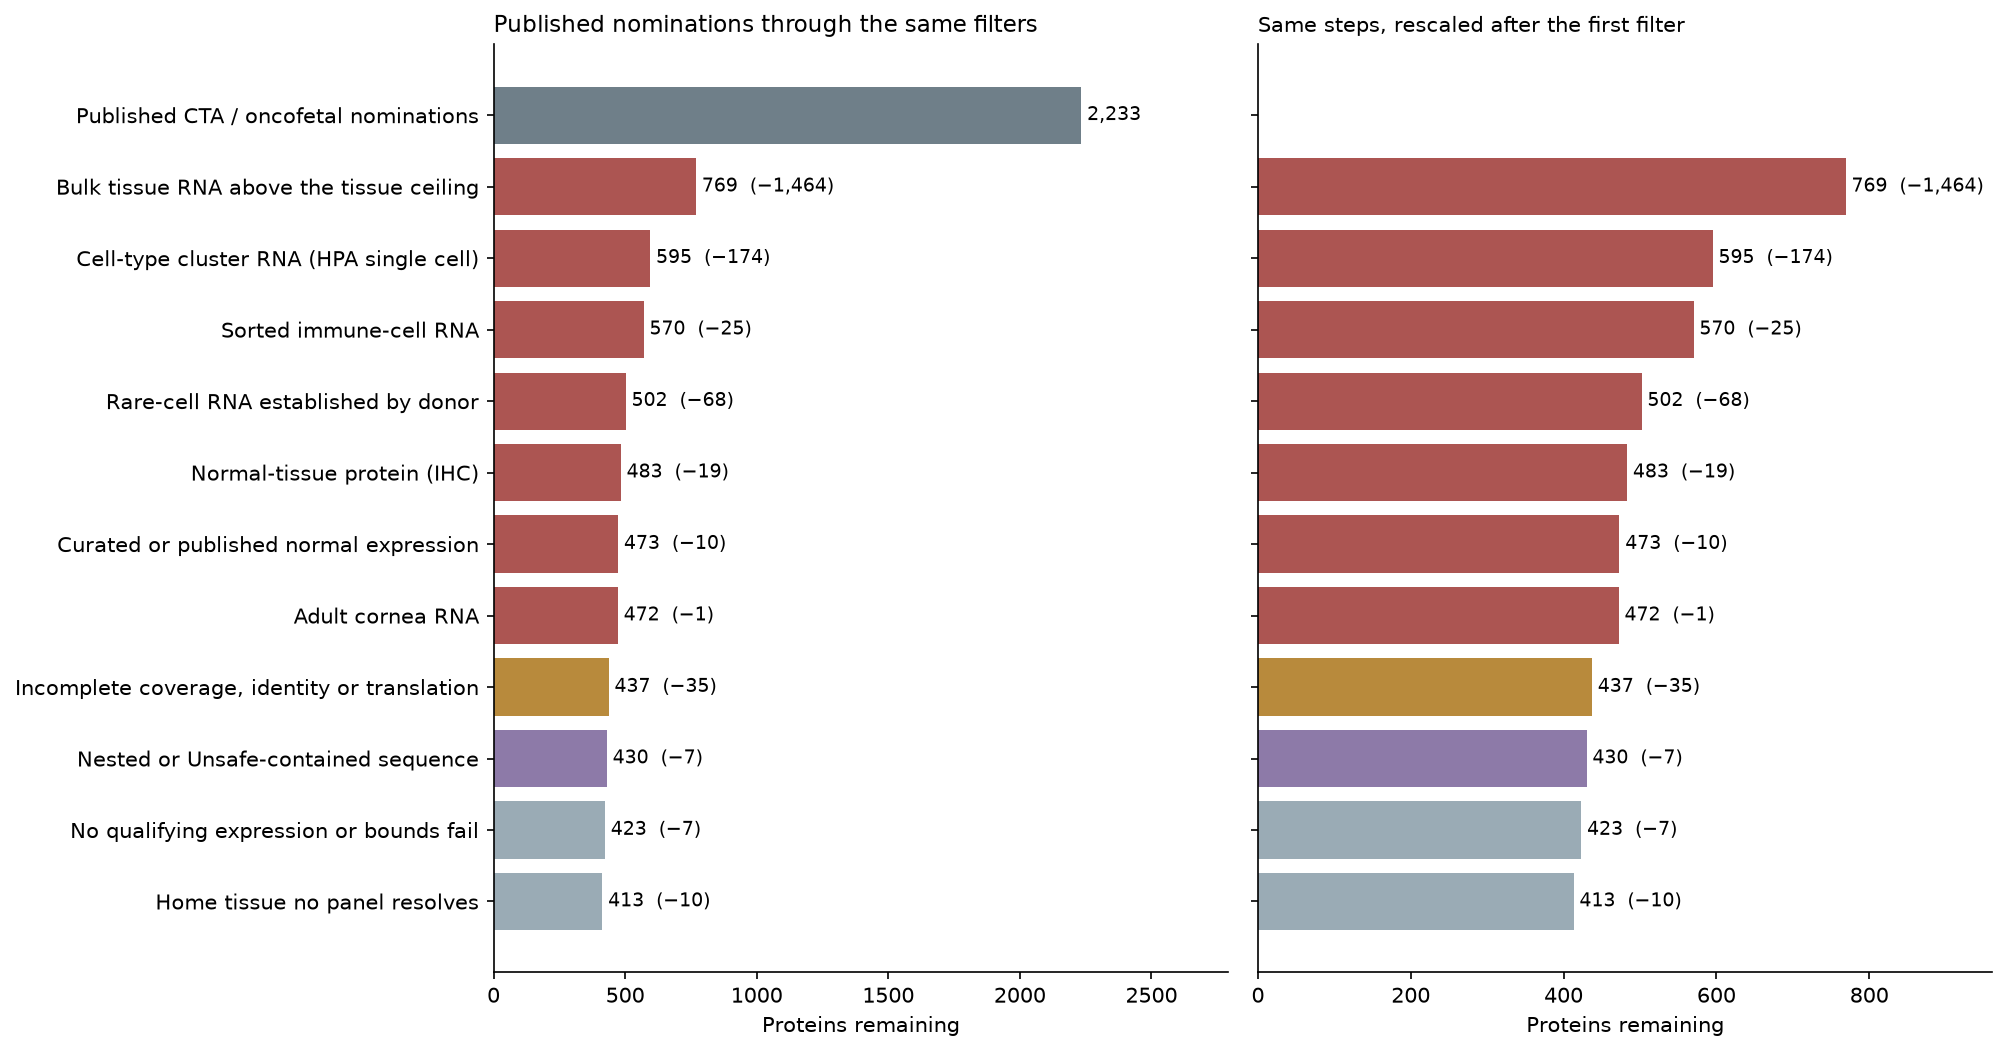 Published nominations through the same filters
Published CTA / oncofetal nominations
2,233
Bulk tissue RNA above the tissue ceiling
769 (−1,464)
Cell-type cluster RNA (HPA single cell)
595 (−174)
Sorted immune-cell RNA
570 (−25)
Rare-cell RNA established by donor
502 (−68)
Normal-tissue protein (IHC)
483 (−19)
Curated or published normal expression
473 (−10)
Adult cornea RNA
472 (−1)
Incomplete coverage, identity or translation
437 (−35)
Nested or Unsafe-contained sequence
430 (−7)
No qualifying expression or bounds fail
423 (−7)
Home tissue no panel resolves
413 (−10)
0 500 1000 1500 2000 2500
Proteins remaining
Same steps, rescaled after the first filter
769 (−1,464)
595 (−174)
570 (−25)
502 (−68)
483 (−19)
473 (−10)
472 (−1)
437 (−35)
430 (−7)
423 (−7)
413 (−10)
0 200 400 600 800
Proteins remaining